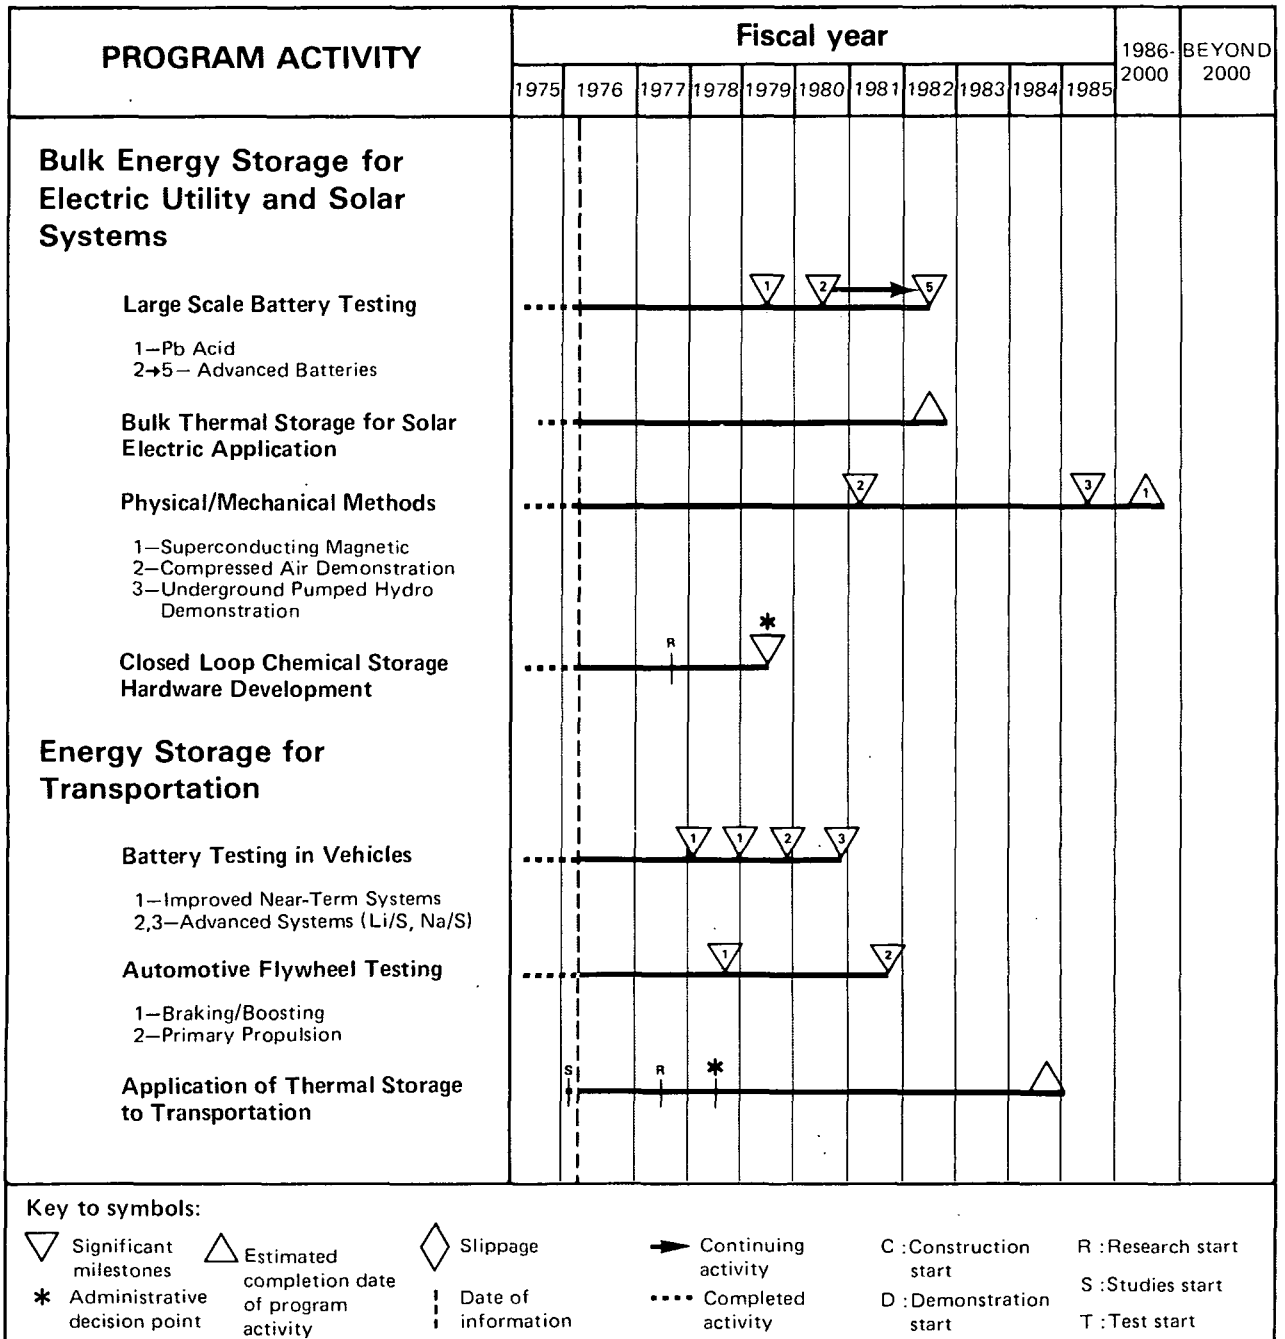 PROGRAM ACTIVITY
Fiscal year
1975 1976 1977 1978 1979 1980 1981 1982 1983 1984 1985
1986-
2000
BEYOND
2000
Bulk Energy Storage for
Electric Utility and Solar
Systems
Large Scale Battery Testing
1 2 5
1—Pb Acid
2→5— Advanced Batteries
Bulk Thermal Storage for Solar
Electric Application
Physical/Mechanical Methods
2 3 1
1—Superconducting Magnetic
2—Compressed Air Demonstration
3—Underground Pumped Hydro
Demonstration
R *
Closed Loop Chemical Storage
Hardware Development
Energy Storage for
Transportation
Battery Testing in Vehicles
1 1 2 3
1—Improved Near-Term Systems
2,3—Advanced Systems (Li/S, Na/S)
Automotive Flywheel Testing
1 2
1—Braking/Boosting
2—Primary Propulsion
S R *
Application of Thermal Storage
to Transportation
Key to symbols:
Significant
milestones
* Administrative
decision point
Estimated
completion date
of program
activity
Slippage
Date of
information
Continuing
activity
Completed
activity
C :Construction
start
D :Demonstration
start
R :Research start
S :Studies start
T :Test start